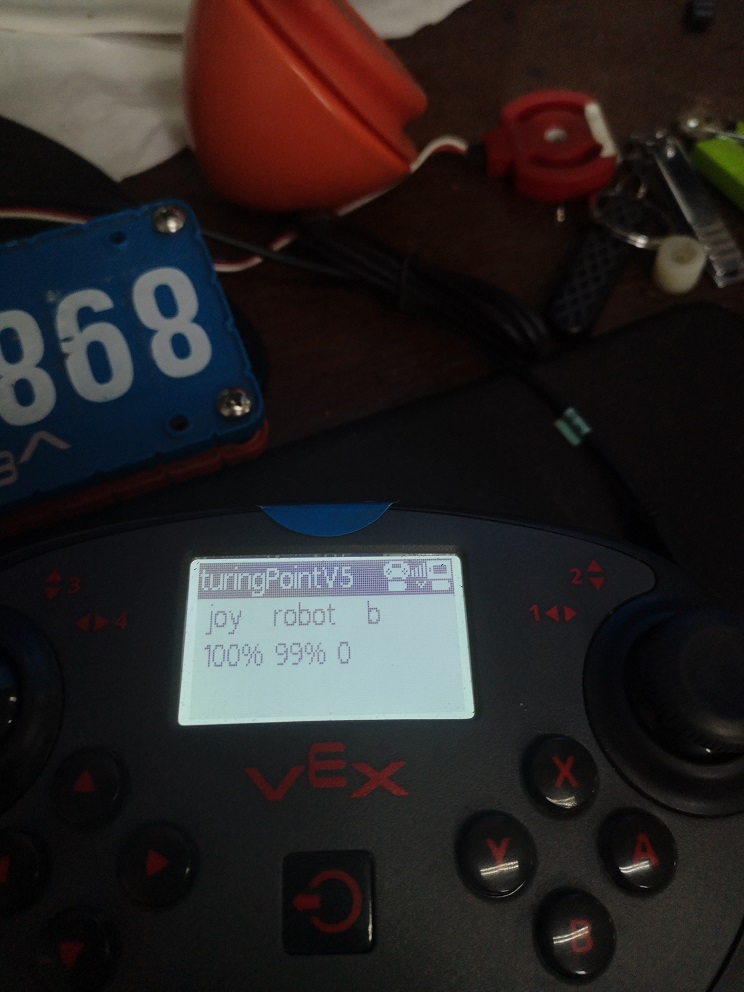 868
turingPointV5
joy robot b
100% 99% 0
3
4
2
1
VEX
X
Y
A
B